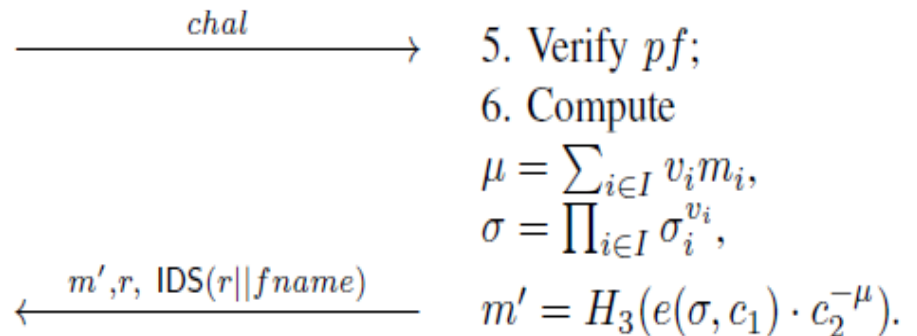 chal
5. Verify pf;
6. Compute
μ = ∑_{i∈I} v_i m_i,
σ = ∏_{i∈I} σ_i^{v_i},
m′,r, IDS(r||fname)
m′ = H_3(e(σ, c_1) · c_2^{−μ}).